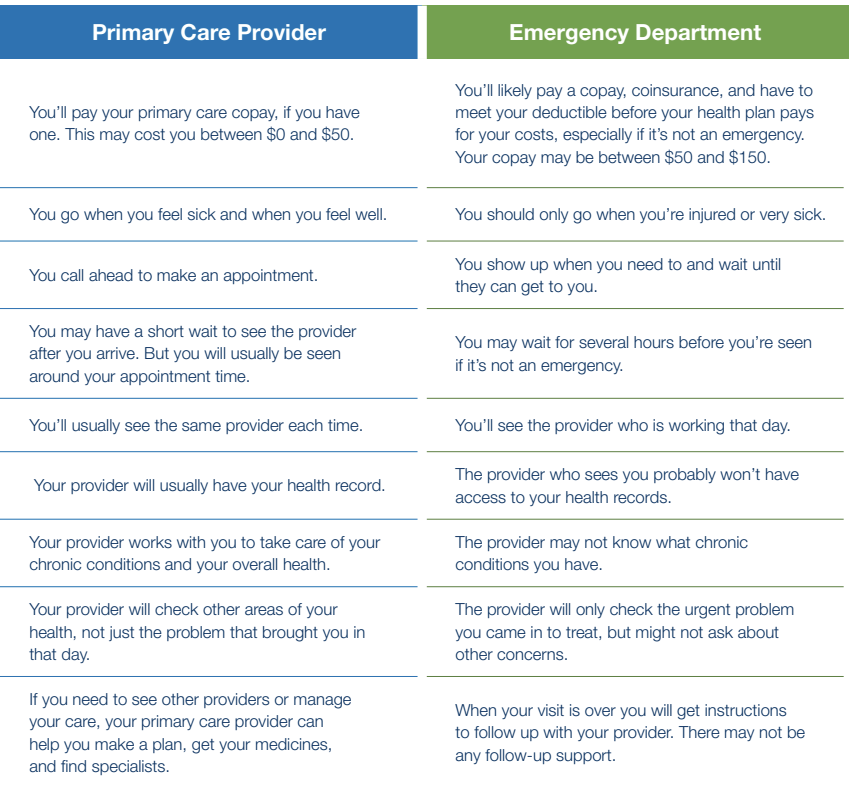 Primary Care Provider
Emergency Department
You’ll pay your primary care copay, if you have
one. This may cost you between $0 and $50.
You’ll likely pay a copay, coinsurance, and have to
meet your deductible before your health plan pays
for your costs, especially if it’s not an emergency.
Your copay may be between $50 and $150.
You go when you feel sick and when you feel well.
You should only go when you’re injured or very sick.
You call ahead to make an appointment.
You show up when you need to and wait until
they can get to you.
You may have a short wait to see the provider
after you arrive. But you will usually be seen
around your appointment time.
You may wait for several hours before you’re seen
if it’s not an emergency.
You’ll usually see the same provider each time.
You’ll see the provider who is working that day.
Your provider will usually have your health record.
The provider who sees you probably won’t have
access to your health records.
Your provider works with you to take care of your
chronic conditions and your overall health.
The provider may not know what chronic
conditions you have.
Your provider will check other areas of your
health, not just the problem that brought you in
that day.
The provider will only check the urgent problem
you came in to treat, but might not ask about
other concerns.
If you need to see other providers or manage
your care, your primary care provider can
help you make a plan, get your medicines,
and find specialists.
When your visit is over you will get instructions
to follow up with your provider. There may not be
any follow-up support.